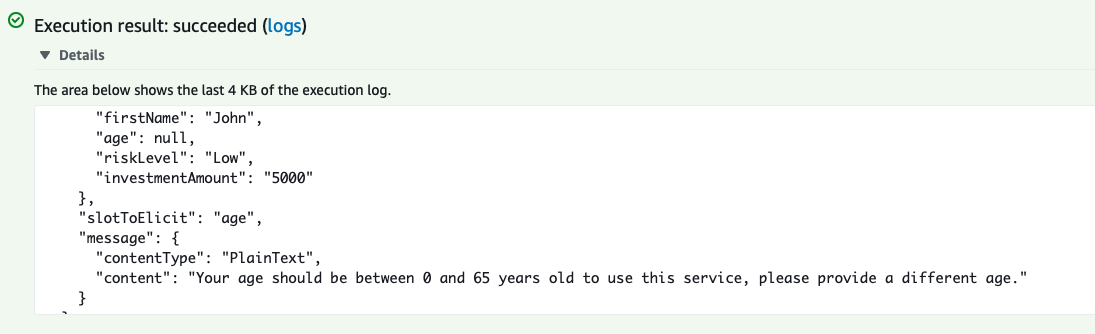 Execution result: succeeded (logs)
Details
The area below shows the last 4 KB of the execution log.
"firstName": "John",
"age": null,
"riskLevel": "Low",
"investmentAmount": "5000"
},
"slotToElicit": "age",
"message": {
"contentType": "PlainText",
"content": "Your age should be between 0 and 65 years old to use this service, please provide a different age."
}